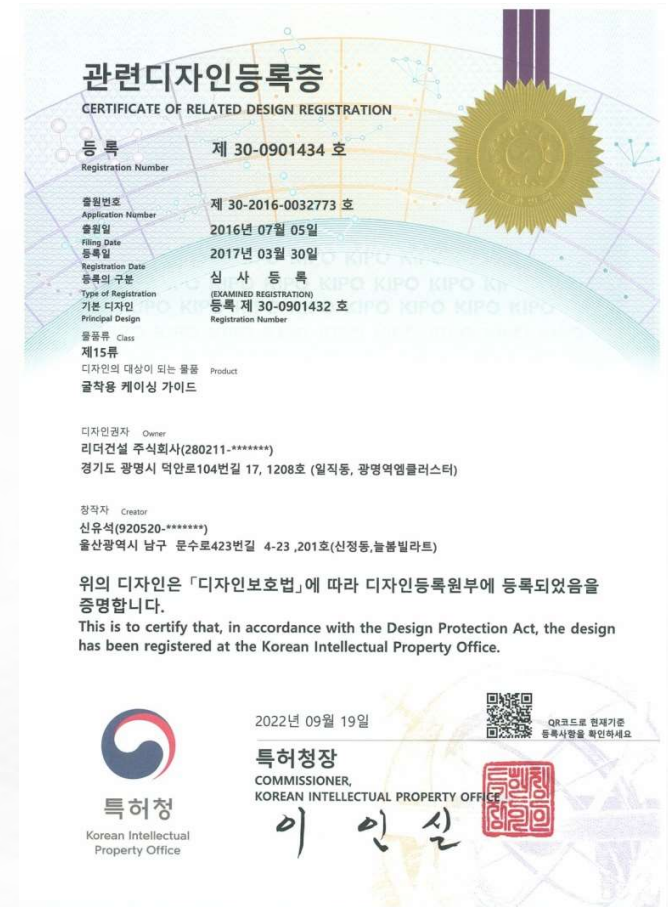 관련디자인등록증
CERTIFICATE OF RELATED DESIGN REGISTRATION
등 록 제 30-0901434 호
Registration Number
출원번호 제 30-2016-0032773 호
Application Number
출원일 2016년 07월 05일
Filing Date
등록일 2017년 03월 30일
Registration Date
등록의 구분 심 사 등 록
Type of Registration (EXAMINED REGISTRATION)
기본 디자인 등록 제 30-0901432 호
Principal Design Registration Number
물품류 Class
제15류
디자인의 대상이 되는 물품 Product
굴착용 케이싱 가이드
디자인권자 Owner
리더건설 주식회사(280211-*******)
경기도 광명시 덕안로104번길 17, 1208호 (일직동, 광명역엠클러스터)
창작자 Creator
신유석(920520-*******)
울산광역시 남구 문수로423번길 4-23 ,201호(신정동,늘봄빌라트)
위의 디자인은 「디자인보호법」에 따라 디자인등록원부에 등록되었음을
증명합니다.
This is to certify that, in accordance with the Design Protection Act, the design
has been registered at the Korean Intellectual Property Office.
2022년 09월 19일
QR코드로 현재기준
등록사항을 확인하세요
특허청장
COMMISSIONER,
KOREAN INTELLECTUAL PROPERTY OFFICE
이 인 실
특허청
Korean Intellectual
Property Office